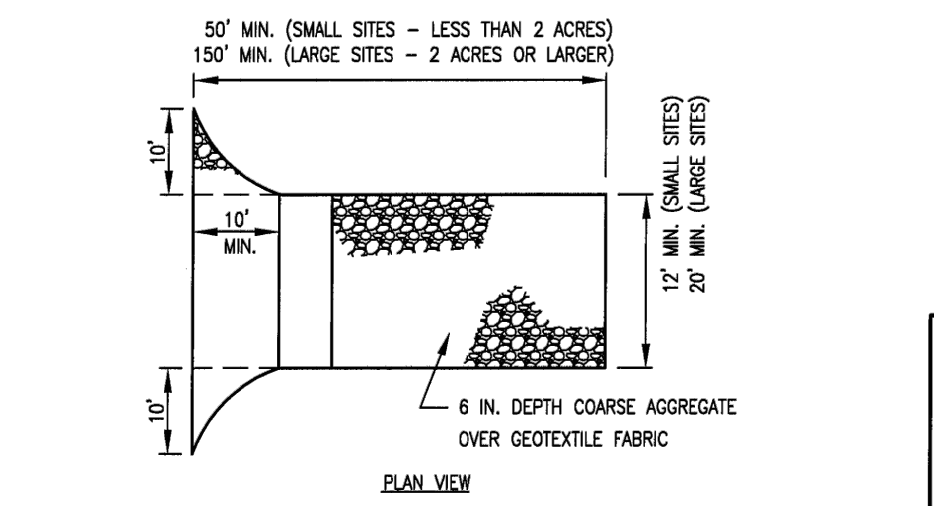 50' MIN. (SMALL SITES - LESS THAN 2 ACRES)
150' MIN. (LARGE SITES - 2 ACRES OR LARGER)
10'
10'
MIN.
12' MIN. (SMALL SITES)
20' MIN. (LARGE SITES)
10'
6 IN. DEPTH COARSE AGGREGATE
OVER GEOTEXTILE FABRIC
PLAN VIEW